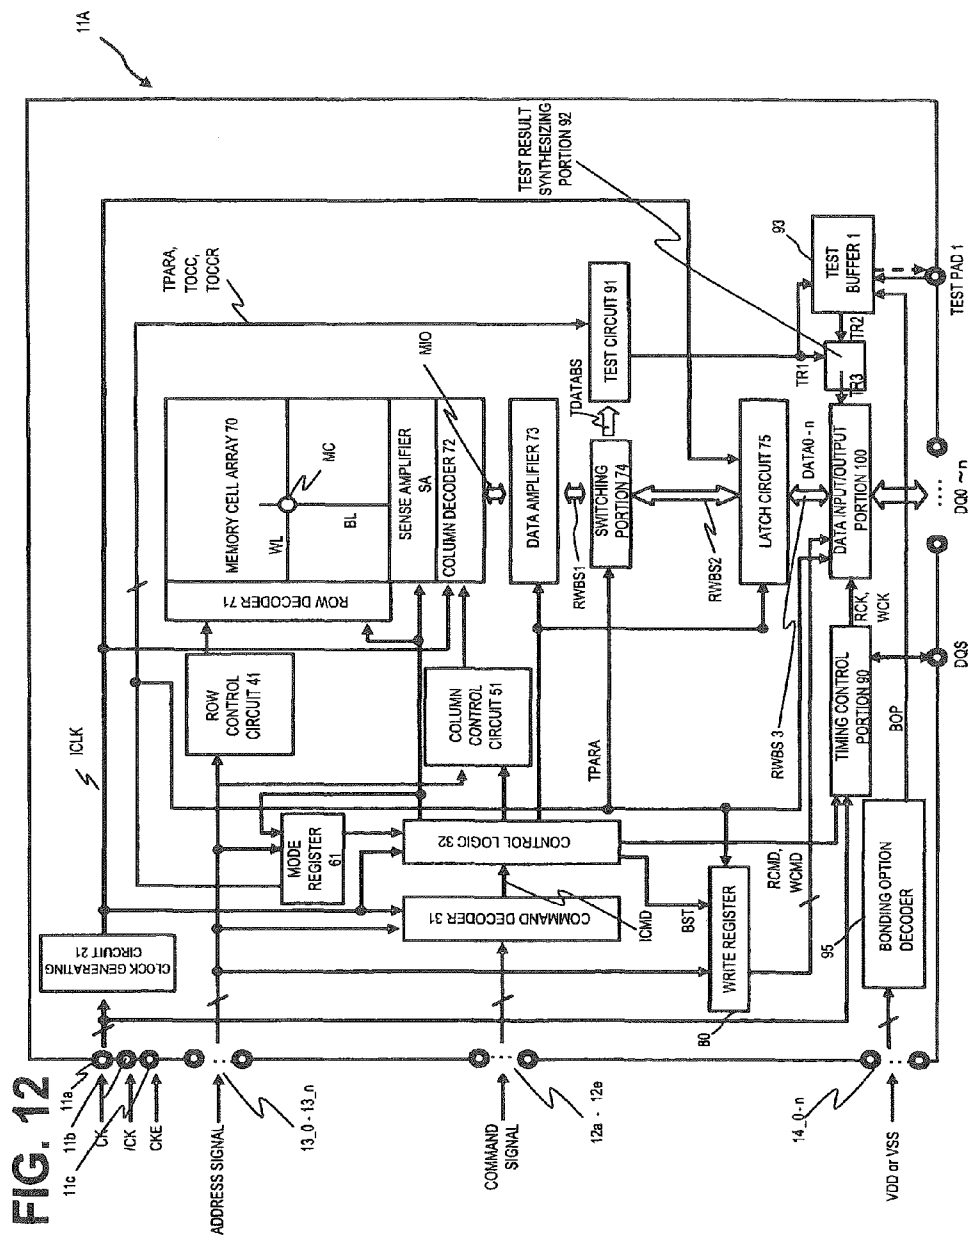 FIG. 12
11A
11a
11b
11c
CK
/CK
CKE
CLOCK GENERATING
CIRCUIT 21
ICLK
TPARA,
TOCC,
TOCCR
ADDRESS SIGNAL
13_0 - 13_n
MODE
REGISTER
61
ROW
CONTROL
CIRCUIT 41
ROW DECODER 71
MEMORY CELL ARRAY 70
WL
MC
BL
SENSE AMPLIFIER
SA
COLUMN DECODER 72
MIO
COMMAND
SIGNAL
12a - 12e
COMMAND DECODER 31
ICMD
CONTROL LOGIC 32
COLUMN
CONTROL
CIRCUIT 51
DATA AMPLIFIER 73
RWBS1
SWITCHING
PORTION 74
TDATABS
TEST CIRCUIT 91
TEST RESULT
SYNTHESIZING
PORTION 92
TPARA
RWBS2
BST
WRITE REGISTER
80
LATCH CIRCUIT 75
RWBS 3
DATA0 - n
RCMD,
WCMD
TR1
TR2
TR3
93
TEST
BUFFER 1
TIMING CONTROL
PORTION 90
RCK,
WCK
DATA INPUT/OUTPUT
PORTION 100
14_0 - n
VDD or VSS
95
BONDING OPTION
DECODER
BOP
DQS
DQ0 ~ n
TEST PAD 1